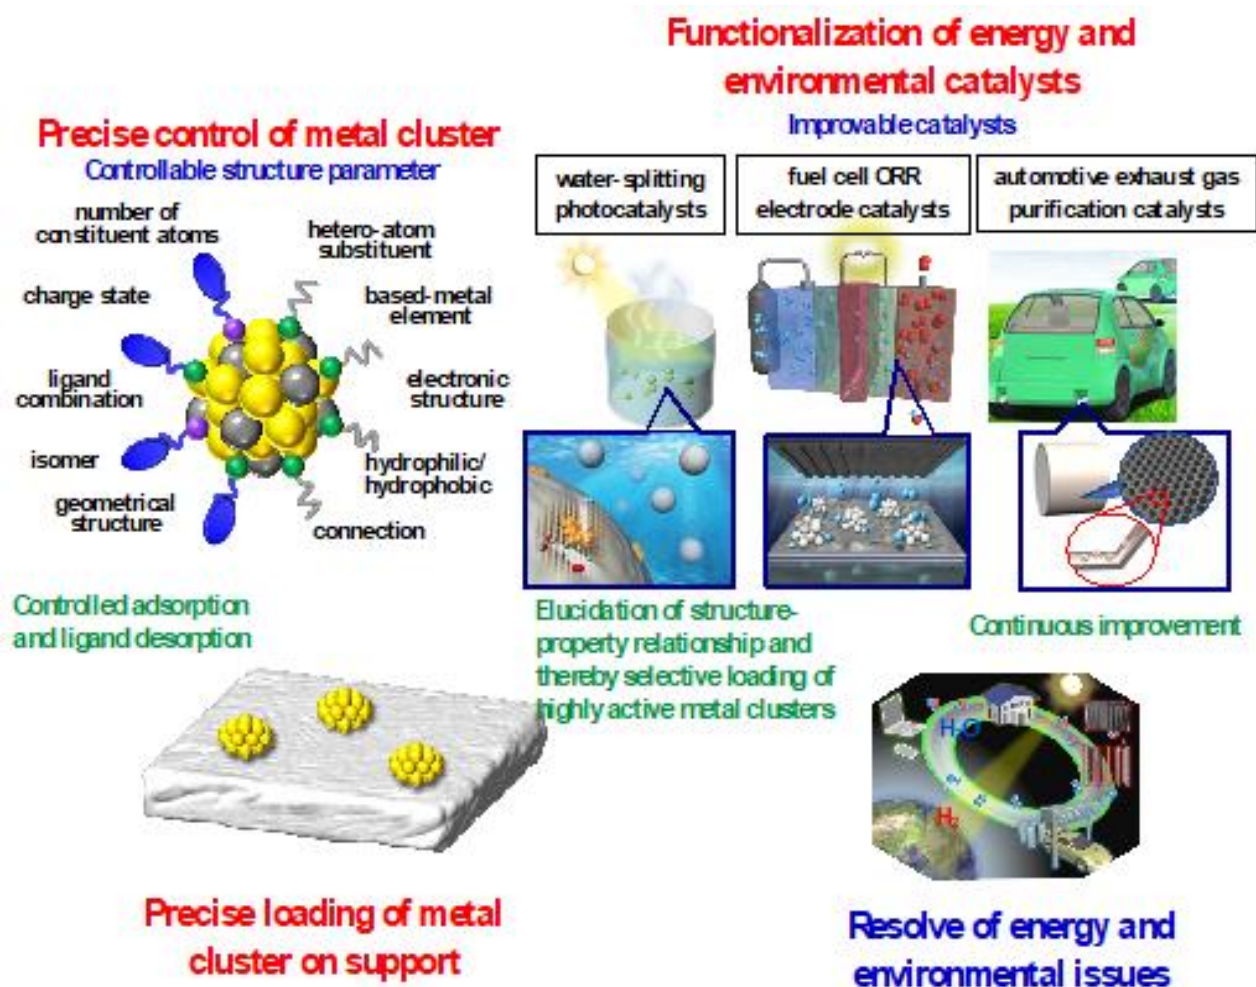 Functionalization of energy and
environmental catalysts
Improvable catalysts
Precise control of metal cluster
Controllable structure parameter
number of
constituent atoms
hetero-atom
substituent
charge state
based-metal
element
ligand
combination
electronic
structure
isomer
hydrophilic/
hydrophobic
geometrical
structure
connection
water-splitting
photocatalysts
fuel cell ORR
electrode catalysts
automotive exhaust gas
purification catalysts
Controlled adsorption
and ligand desorption
Elucidation of structure-
property relationship and
thereby selective loading of
highly active metal clusters
Continuous improvement
H₂O
H₂
Precise loading of metal
cluster on support
Resolve of energy and
environmental issues